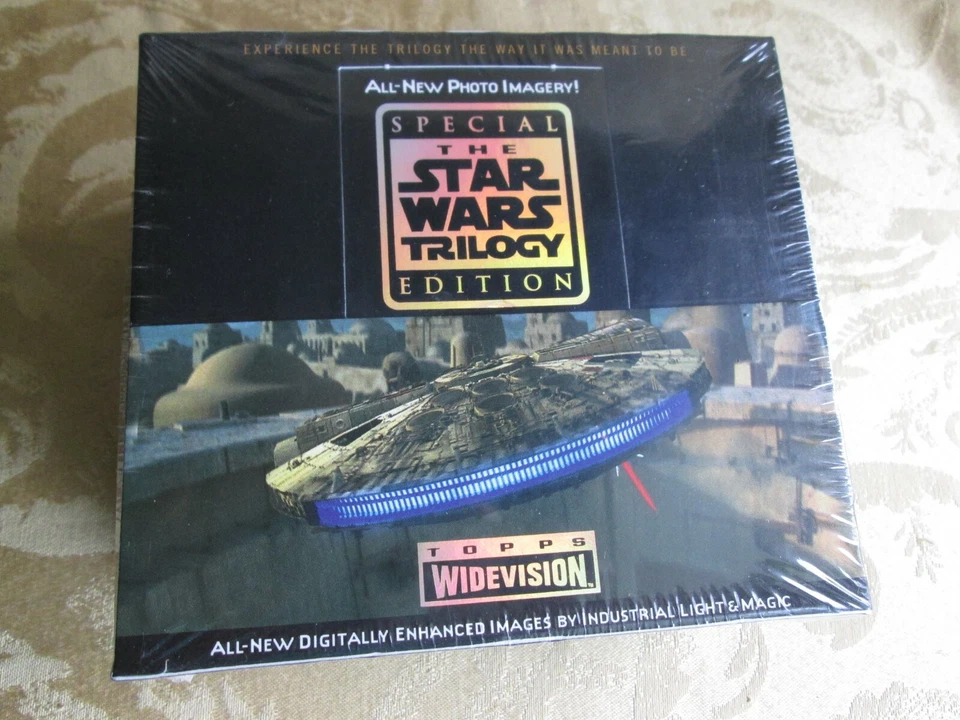 EXPERIENCE THE TRILOGY THE WAY IT WAS MEANT TO BE
ALL-NEW PHOTO IMAGERY!
SPECIAL
THE
STAR
WARS
TRILOGY
EDITION
TOPPS
WIDEVISION™
ALL-NEW DIGITALLY ENHANCED IMAGES BY INDUSTRIAL LIGHT & MAGIC